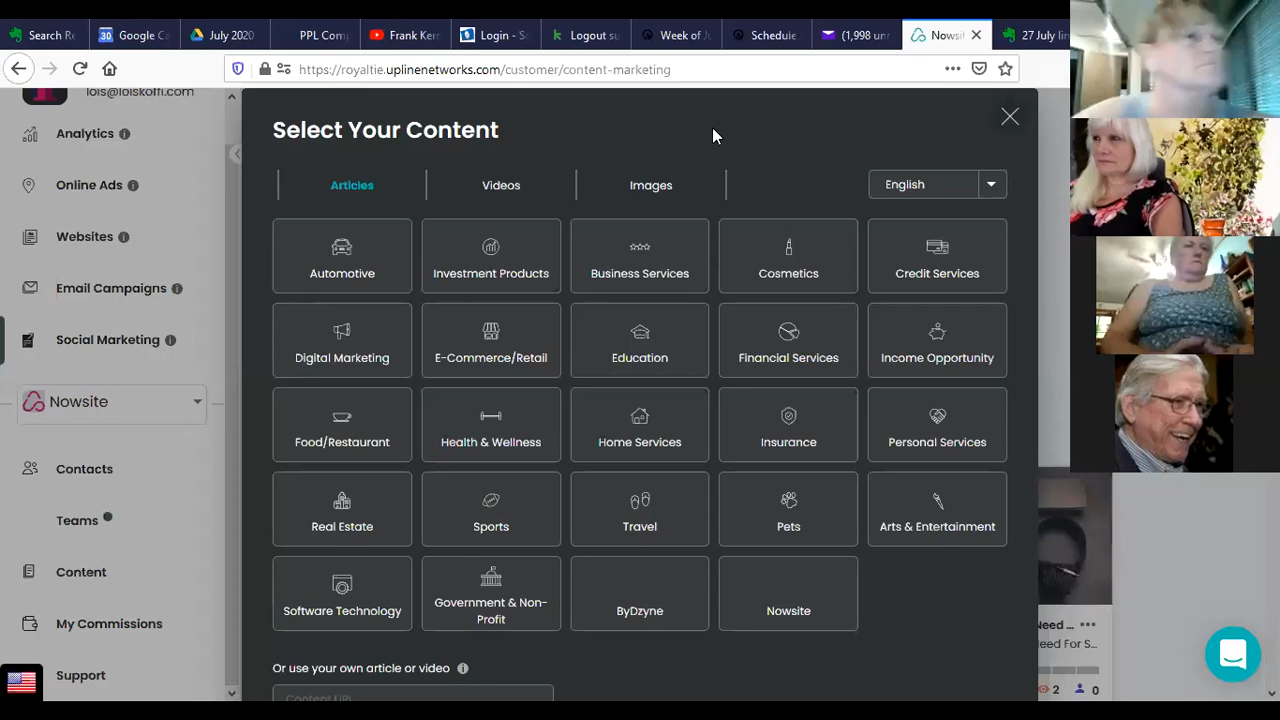 Search Re
Google Ca
July 2020
PPL Comp
Frank Kern
Login - S
Logout su
Week of J
Schedule
(1,998 unr
Nowsit
27 July lin
https://royaltie.uplinenetworks.com/customer/content-marketing
lois@loiskoffi.com
Analytics
Online Ads
Websites
Email Campaigns
Social Marketing
Nowsite
Contacts
Teams
Content
My Commissions
Support
Select Your Content
Articles
Videos
Images
English
Automotive
Investment Products
Business Services
Cosmetics
Credit Services
Digital Marketing
E-Commerce/Retail
Education
Financial Services
Income Opportunity
Food/Restaurant
Health & Wellness
Home Services
Insurance
Personal Services
Real Estate
Sports
Travel
Pets
Arts & Entertainment
Software Technology
Government & Non-
Profit
ByDzyne
Nowsite
Or use your own article or video
Content URL
Need ...
Need For S...
2
0